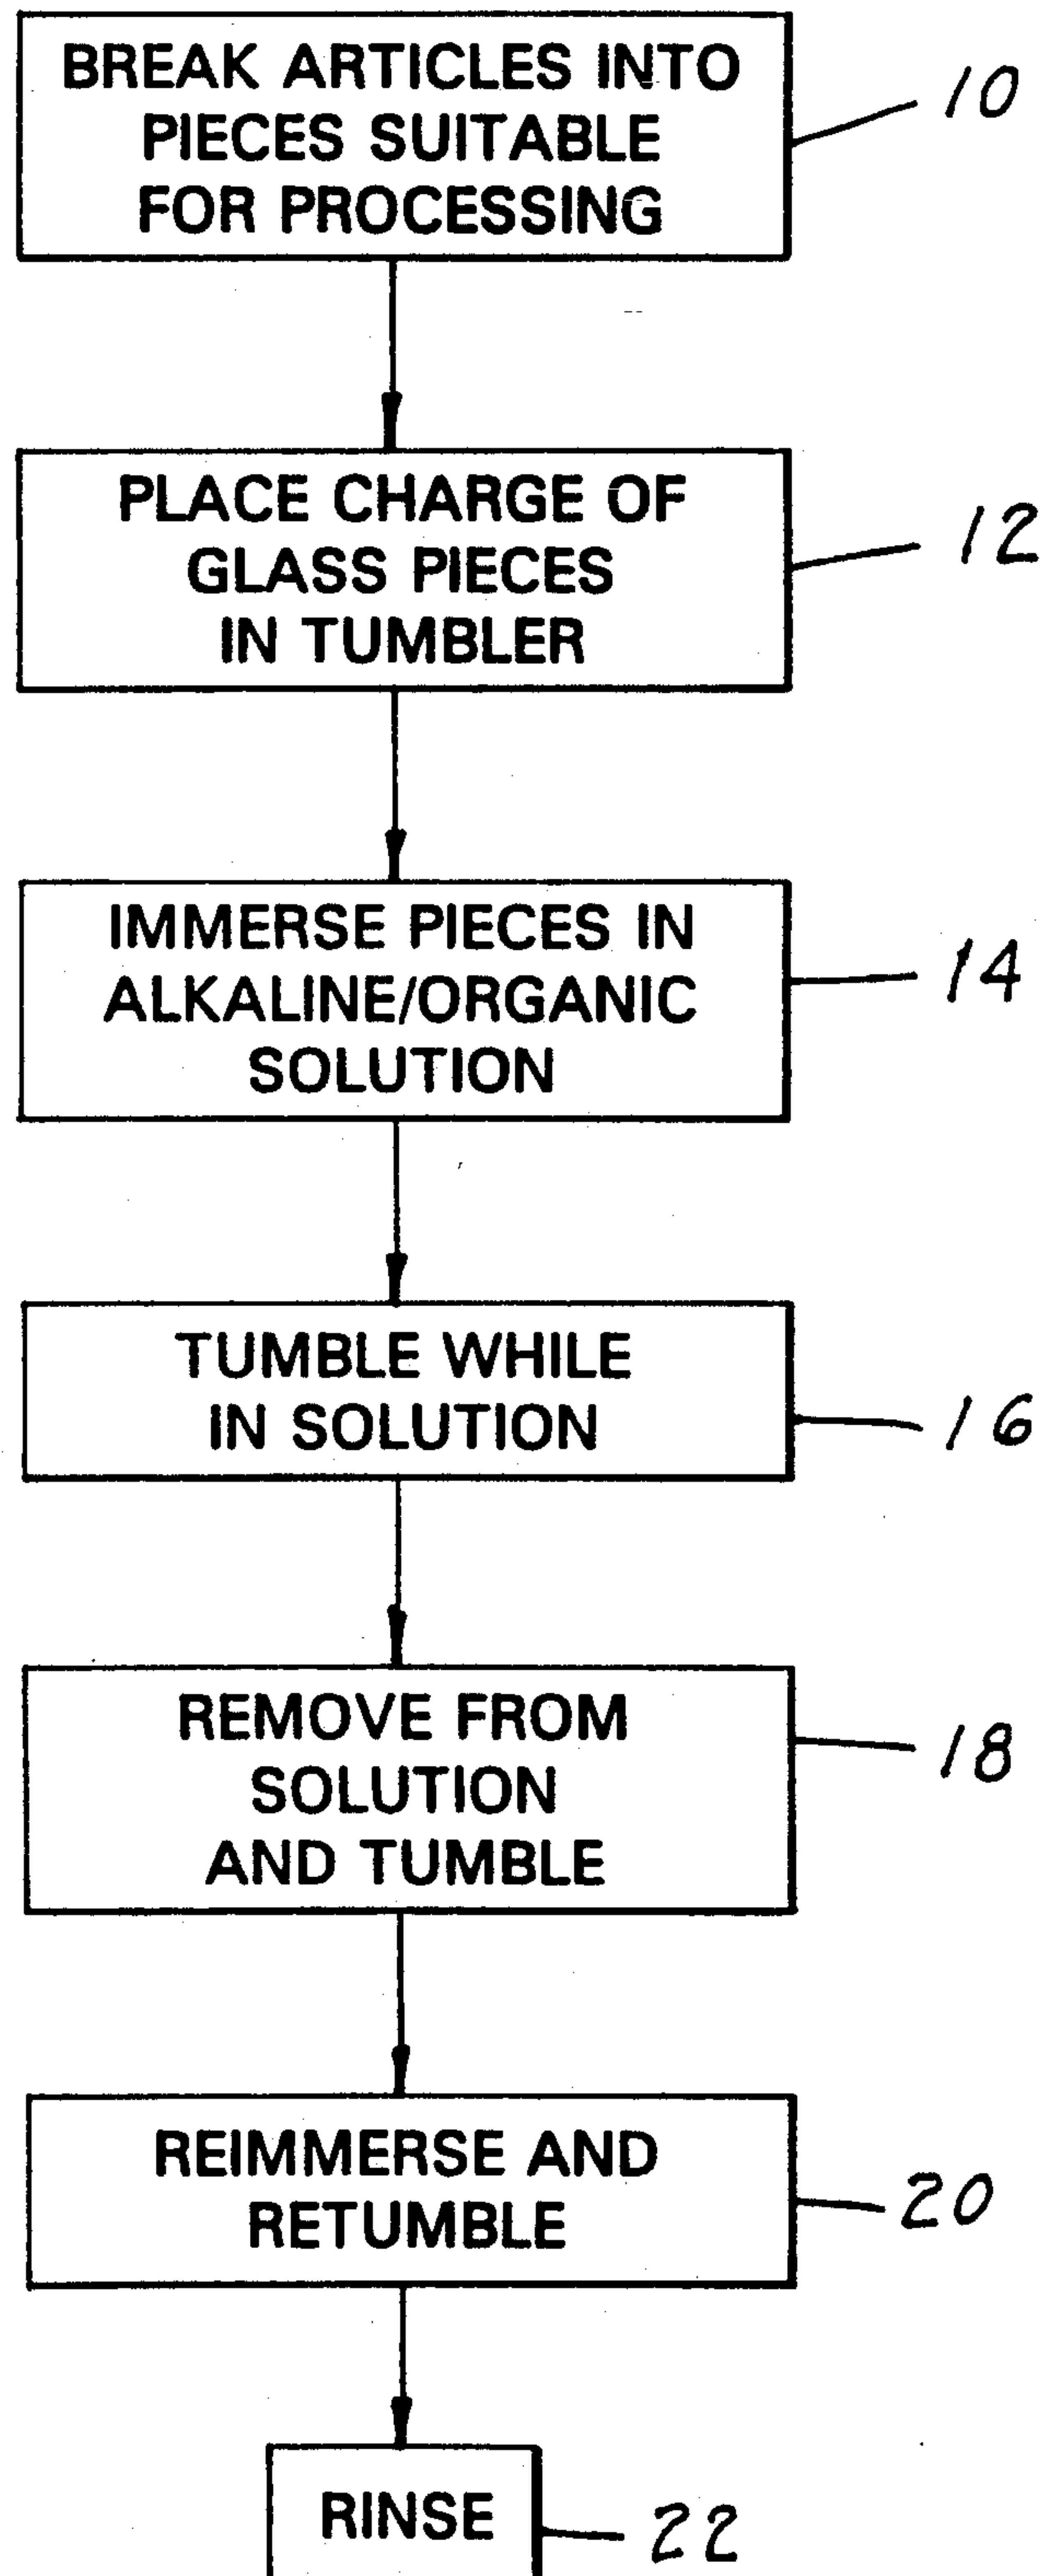 BREAK ARTICLES INTO
PIECES SUITABLE
FOR PROCESSING
10
PLACE CHARGE OF
GLASS PIECES
IN TUMBLER
12
IMMERSE PIECES IN
ALKALINE/ORGANIC
SOLUTION
14
TUMBLE WHILE
IN SOLUTION
16
REMOVE FROM
SOLUTION
AND TUMBLE
18
REIMMERSE AND
RETUMBLE
20
RINSE
22